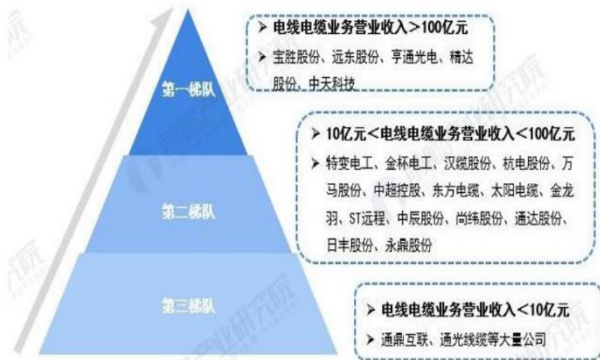 电线电缆业务营业收入>100亿元
宝胜股份、远东股份、亨通光电、精达
股份、中天科技
第一梯队
10亿元<电线电缆业务营业收入<100亿元
特变电工、金杯电工、汉缆股份、杭电股份、万
马股份、中超控股、东方电缆、太阳电缆、金龙
羽、ST远程、中辰股份、尚纬股份、通达股份、
日丰股份、永鼎股份
第二梯队
第三梯队
电线电缆业务营业收入<10亿元
通鼎互联、通光线缆等大量公司